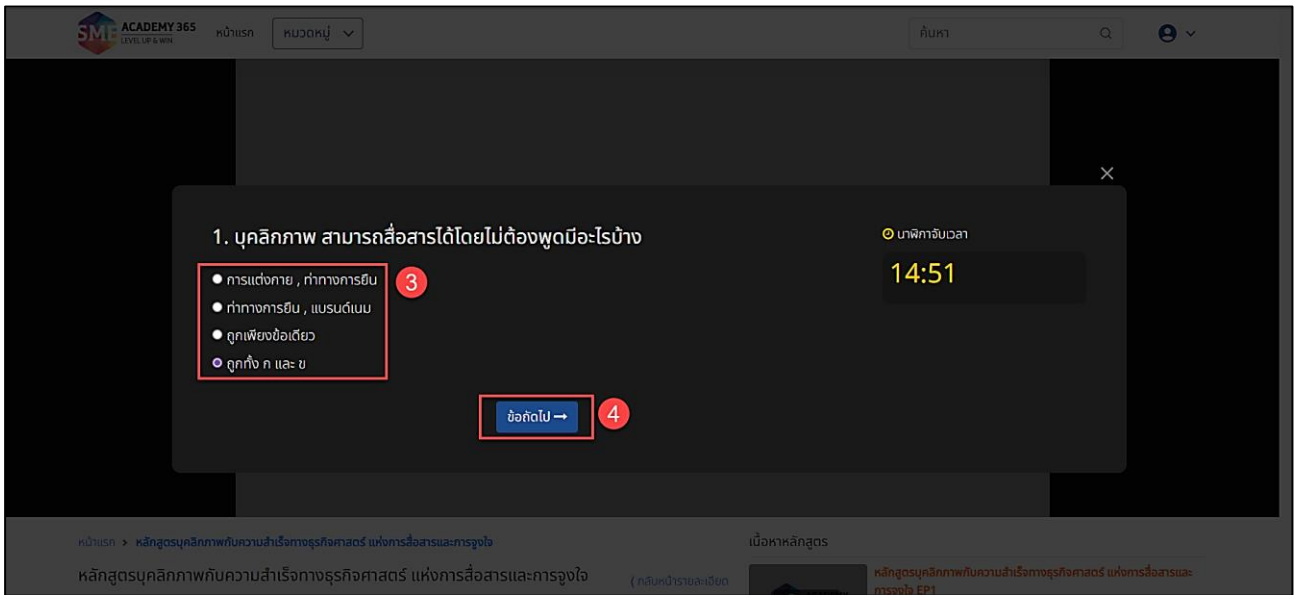 SME ACADEMY 365
LEVEL UP & WIN
หน้าแรก
หมวดหมู่
ค้นหา
1. บุคลิกภาพ สามารถสื่อสารได้โดยไม่ต้องพูดมีอะไรบ้าง
นาฬิกาจับเวลา
14:51
การแต่งกาย , ท่าทางการยืน
3
ท่าทางการยืน , แบรนด์เนม
ถูกเพียงข้อเดียว
ถูกทั้ง ก และ ข
ข้อถัดไป →
4
หน้าแรก > หลักสูตรบุคลิกภาพกับความสำเร็จทางธุรกิจศาสตร์ แห่งการสื่อสารและการจูงใจ
เนื้อหาหลักสูตร
หลักสูตรบุคลิกภาพกับความสำเร็จทางธุรกิจศาสตร์ แห่งการสื่อสารและการจูงใจ
( กลับหน้ารายละเอียด
หลักสูตรบุคลิกภาพกับความสำเร็จทางธุรกิจศาสตร์ แห่งการสื่อสารและ
การจูงใจ EP1